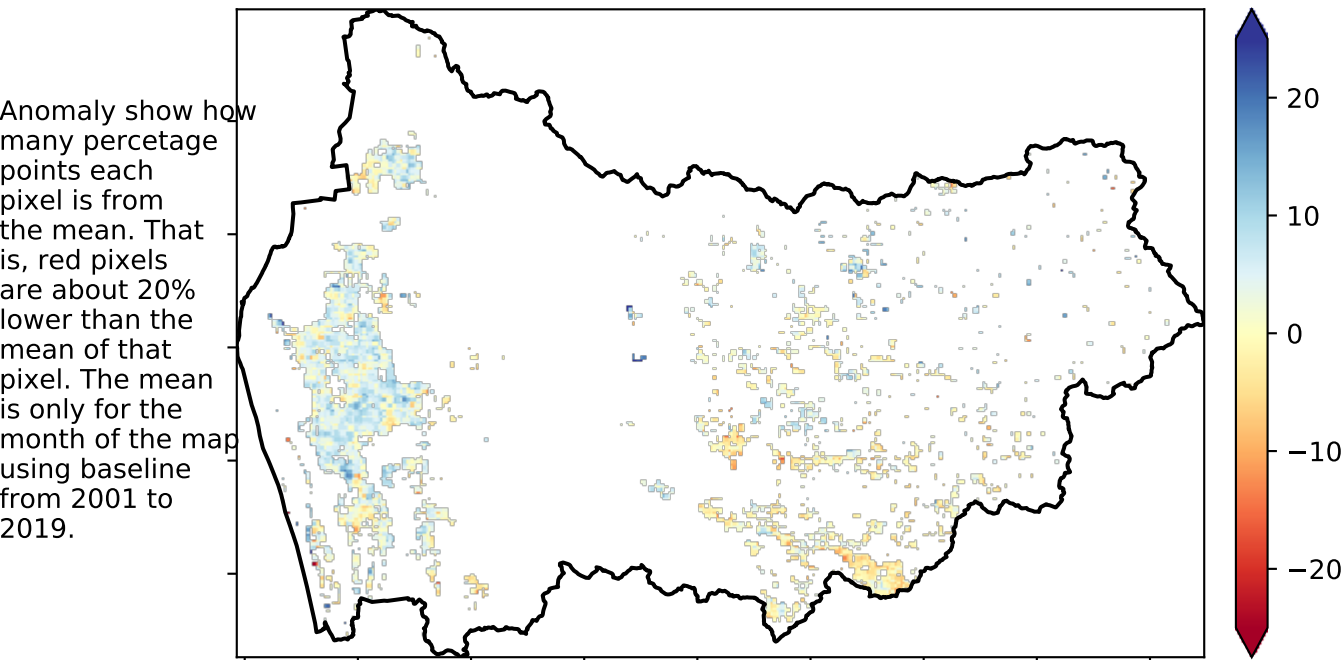 Anomaly show how
many percetage
points each
pixel is from
the mean. That
is, red pixels
are about 20%
lower than the
mean of that
pixel. The mean
is only for the
month of the map
using baseline
from 2001 to
2019.
20
10
0
−10
−20